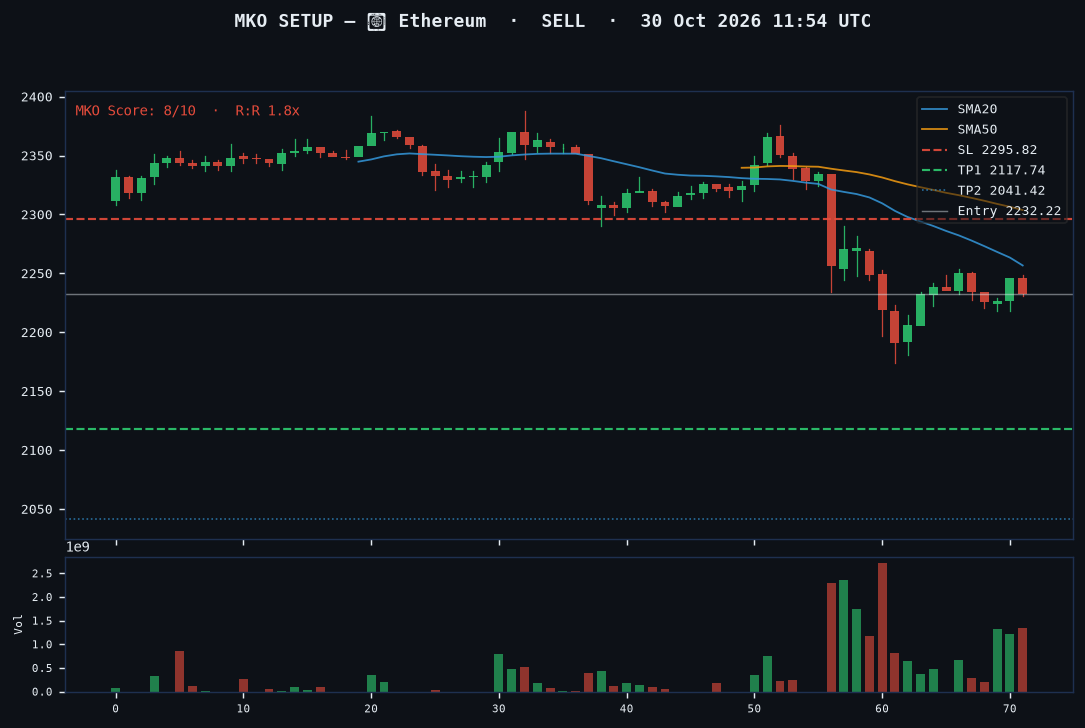 MKO SETUP — Ethereum · SELL · 30 Oct 2026 11:54 UTC
MKO Score: 8/10 · R:R 1.8x
SMA20
SMA50
SL 2295.82
TP1 2117.74
TP2 2041.42
Entry 2232.22
2400
2350
2300
2250
2200
2150
2100
2050
1e9
2.5
2.0
1.5
1.0
0.5
0.0
Vol
0 10 20 30 40 50 60 70